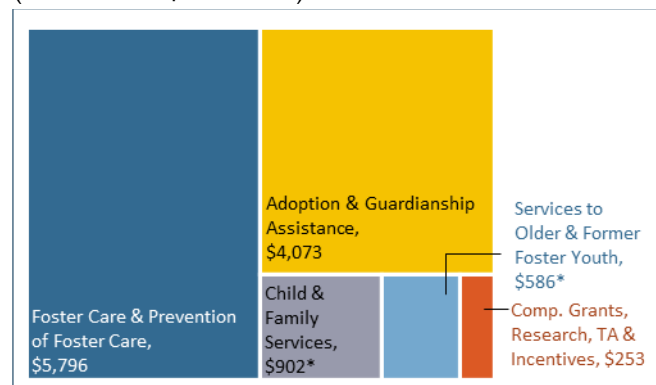 Adoption & Guardianship
Assistance,
$4,073
Services to
Older & Former
Foster Youth,
$586*
Foster Care & Prevention
of Foster Care,
$5,796
Child &
Family
Services,
$902*
Comp. Grants,
Research, TA &
Incentives, $253